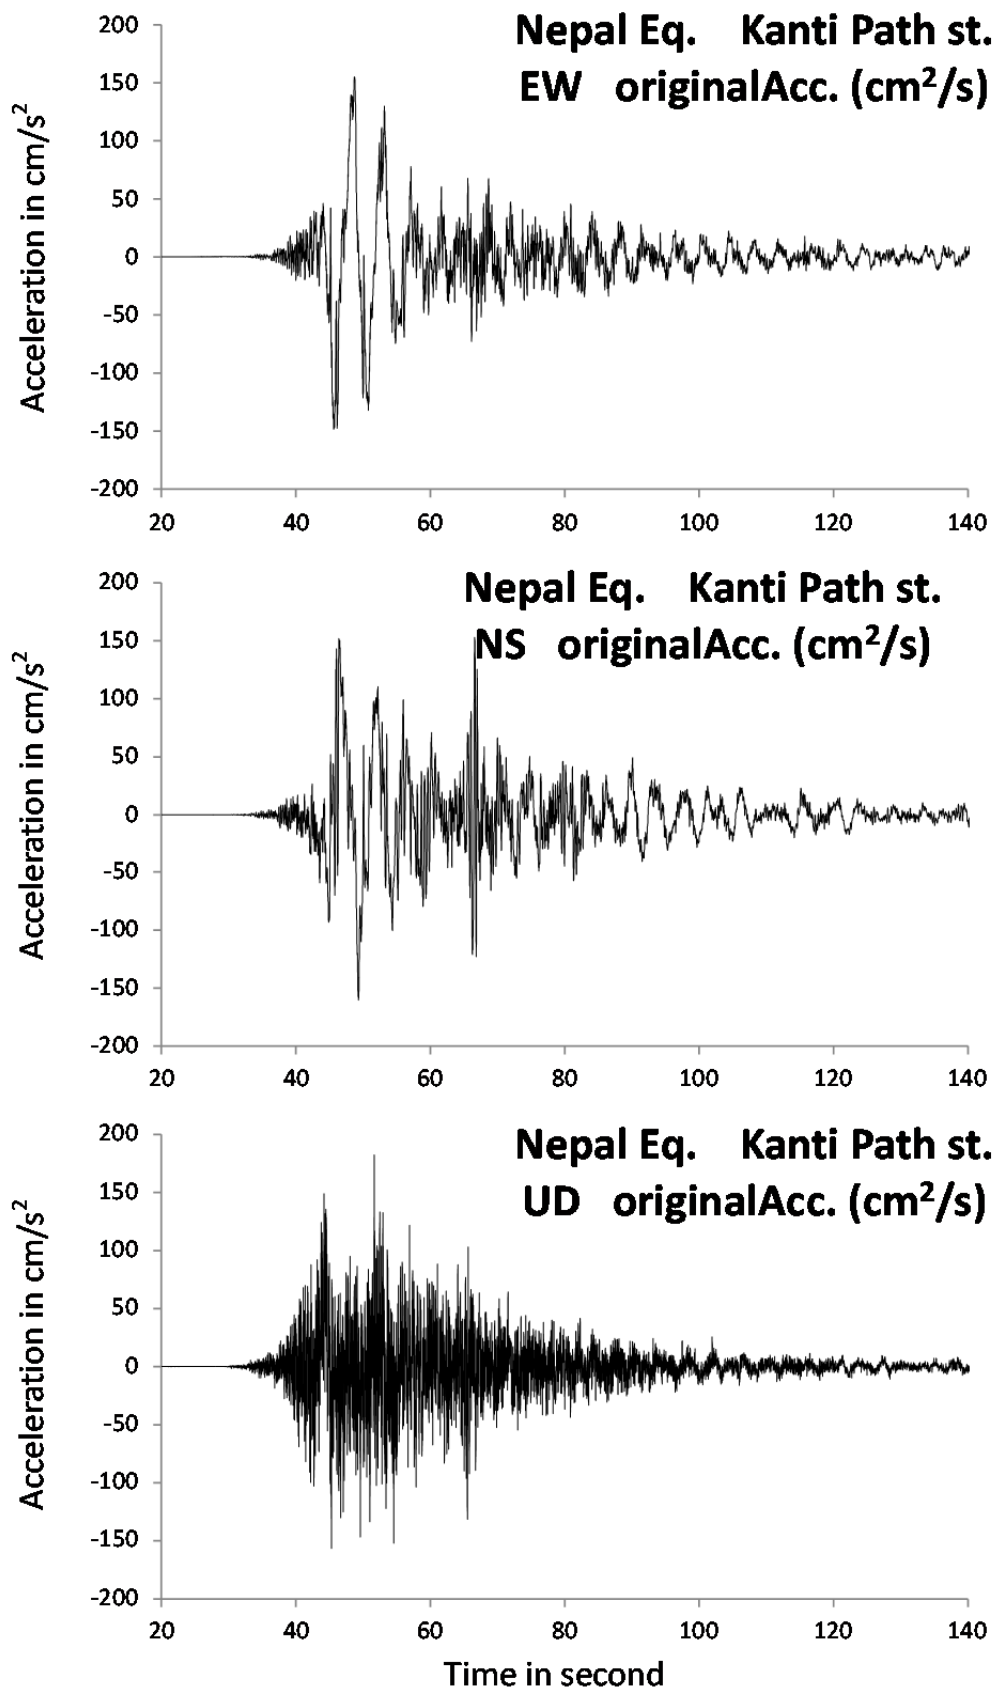 Nepal Eq. Kanti Path st.
EW originalAcc. (cm²/s)
Acceleration in cm/s²
200
150
100
50
0
-50
-100
-150
-200
20 40 60 80 100 120 140
Nepal Eq. Kanti Path st.
NS originalAcc. (cm²/s)
Acceleration in cm/s²
200
150
100
50
0
-50
-100
-150
-200
20 40 60 80 100 120 140
Nepal Eq. Kanti Path st.
UD originalAcc. (cm²/s)
Acceleration in cm/s²
200
150
100
50
0
-50
-100
-150
-200
20 40 60 80 100 120 140
Time in second